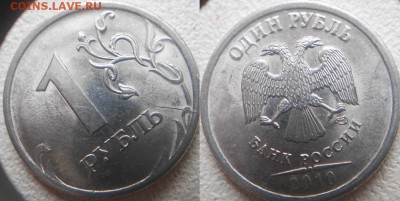 COINS.LAVE.RU
1
РУБЛЬ
ОДИН РУБЛЬ
БАНК РОССИИ
2010